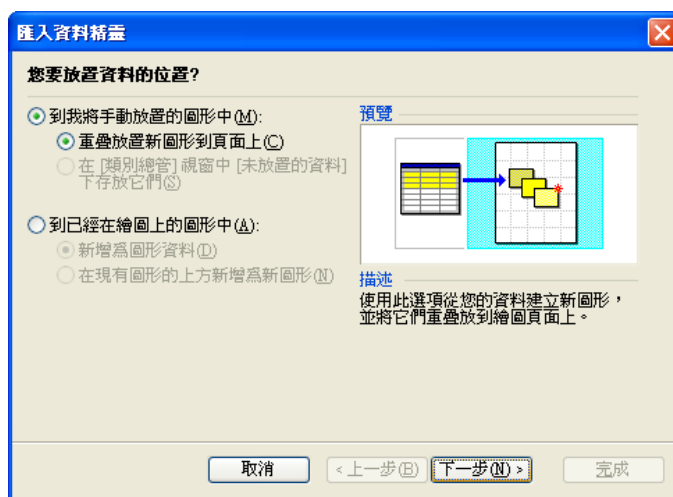 匯入資料精靈
您要放置資料的位置?
到我將手動放置的圖形中(M):
重疊放置新圖形到頁面上(C)
在 [類別總管] 視窗中 [未放置的資料]
下存放它們(S)
到已經在繪圖上的圖形中(A):
新增為圖形資料(D)
在現有圖形的上方新增為新圖形(N)
預覽
描述
使用此選項從您的資料建立新圖形，
並將它們重疊放到繪圖頁面上。
取消
<上一步(B)
下一步(N) >
完成